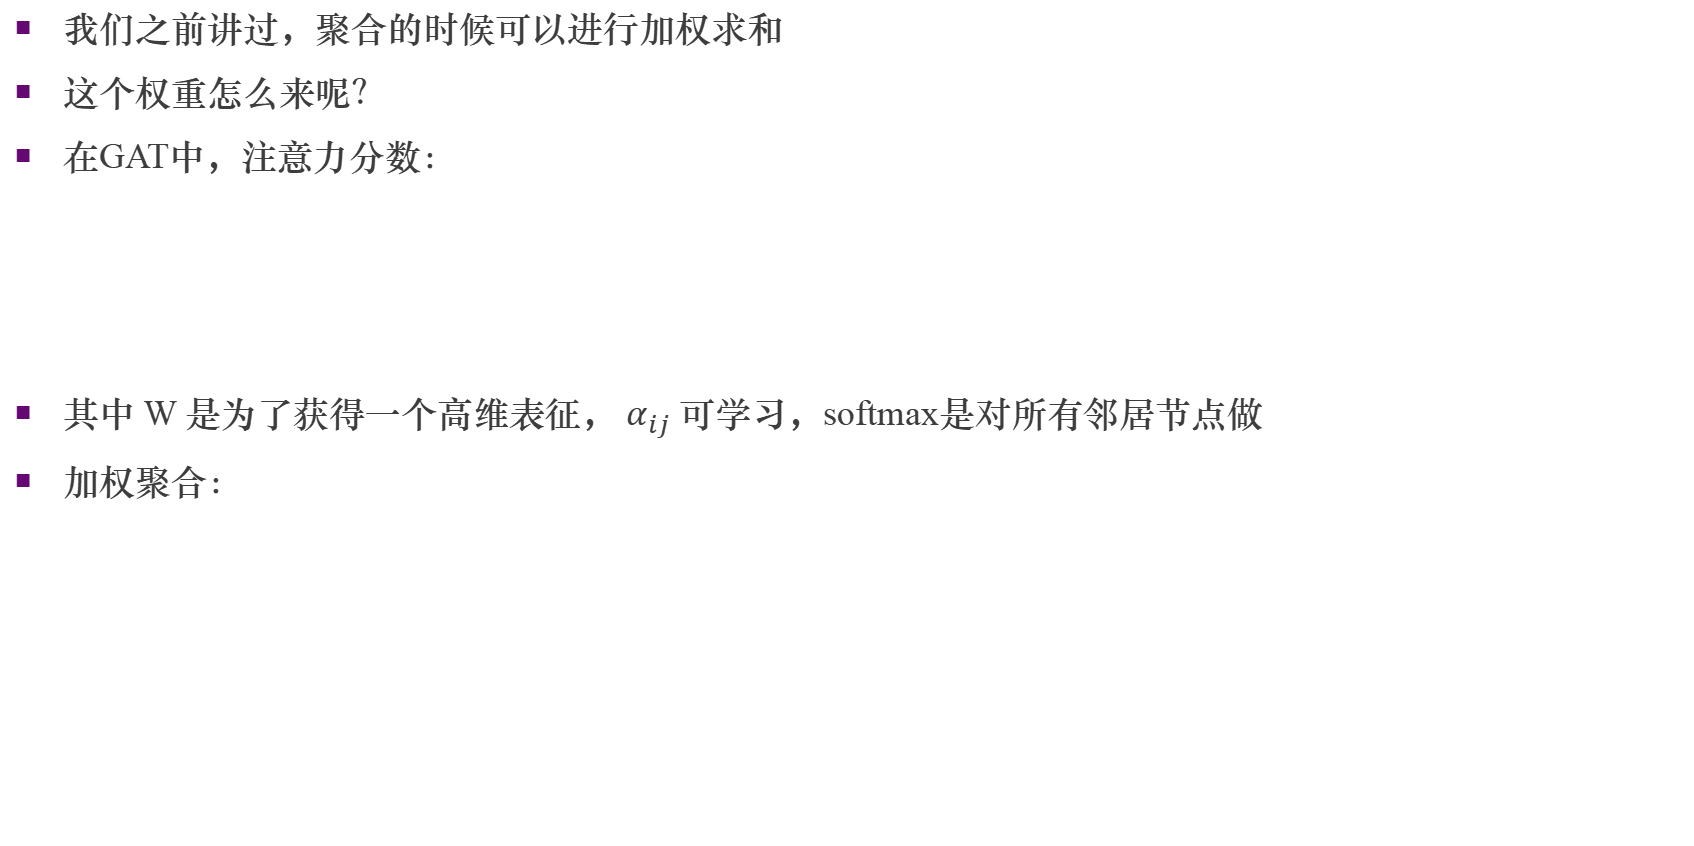 ▪ 我们之前讲过，聚合的时候可以进行加权求和
▪ 这个权重怎么来呢？
▪ 在GAT中，注意力分数：
▪ 其中 W 是为了获得一个高维表征， α_{ij} 可学习，softmax是对所有邻居节点做
▪ 加权聚合：